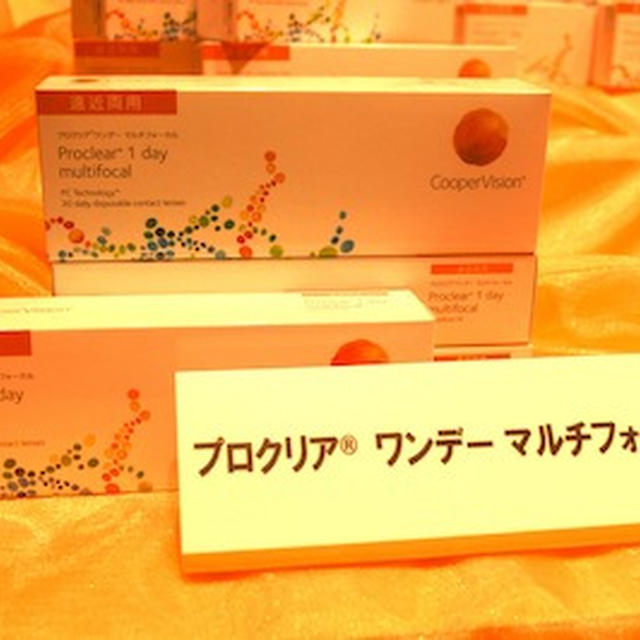 遠近両用
プロクリア® ワンデー マルチフォーカル
Proclear® 1 day
multifocal
PC Technology™
30 daily disposable contact lenses
CooperVision®
Proclear® 1 day
multifocal
day
プロクリア® ワンデー マルチフォ